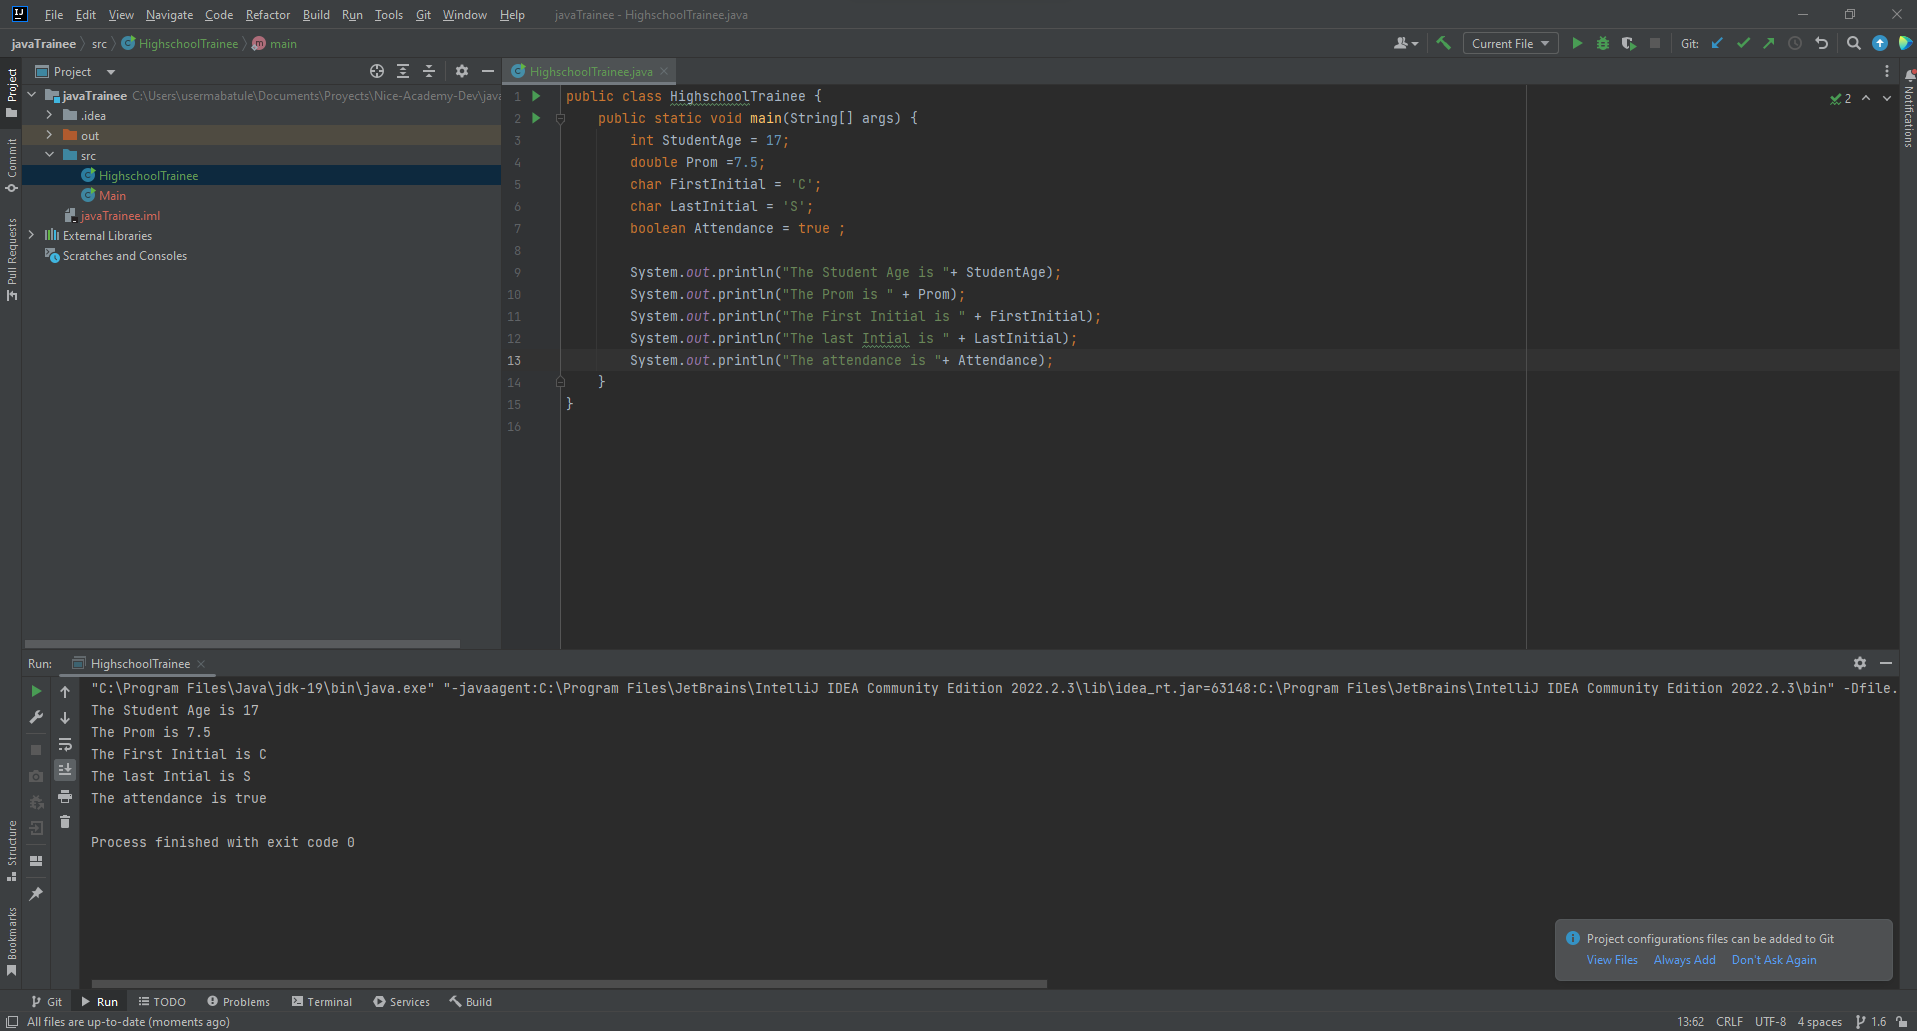 File Edit View Navigate Code Refactor Build Run Tools Git Window Help javaTrainee - HighschoolTrainee.java
javaTrainee src HighschoolTrainee m main
Current File
Git:
Project
HighschoolTrainee.java
Project
Commit
Pull Requests
Structure
Bookmarks
Notifications
javaTrainee C:\Users\usermabatule\Documents\Proyects\Nice-Academy-Dev\java
.idea
out
src
HighschoolTrainee
Main
javaTrainee.iml
External Libraries
Scratches and Consoles
2
1 public class HighschoolTrainee {
2 public static void main(String[] args) {
3 int StudentAge = 17;
4 double Prom =7.5;
5 char FirstInitial = 'C';
6 char LastInitial = 'S';
7 boolean Attendance = true ;
8
9 System.out.println("The Student Age is "+ StudentAge);
10 System.out.println("The Prom is " + Prom);
11 System.out.println("The First Initial is " + FirstInitial);
12 System.out.println("The last Intial is " + LastInitial);
13 System.out.println("The attendance is "+ Attendance);
14 }
15 }
16
Run: HighschoolTrainee
"C:\Program Files\Java\jdk-19\bin\java.exe" "-javaagent:C:\Program Files\JetBrains\IntelliJ IDEA Community Edition 2022.2.3\lib\idea_rt.jar=63148:C:\Program Files\JetBrains\IntelliJ IDEA Community Edition 2022.2.3\bin" -Dfile.
The Student Age is 17
The Prom is 7.5
The First Initial is C
The last Intial is S
The attendance is true
Process finished with exit code 0
Project configurations files can be added to Git
View Files Always Add Don't Ask Again
Git Run TODO Problems Terminal Services Build
All files are up-to-date (moments ago)
13:62 CRLF UTF-8 4 spaces 1.6